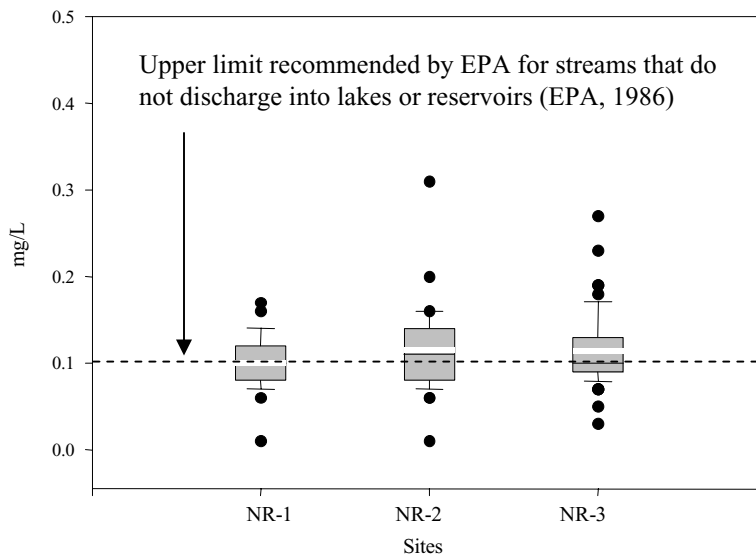 0.5
Upper limit recommended by EPA for streams that do
not discharge into lakes or reservoirs (EPA, 1986)
0.4
0.3
mg/L
0.2
0.1
0.0
NR-1 NR-2 NR-3
Sites